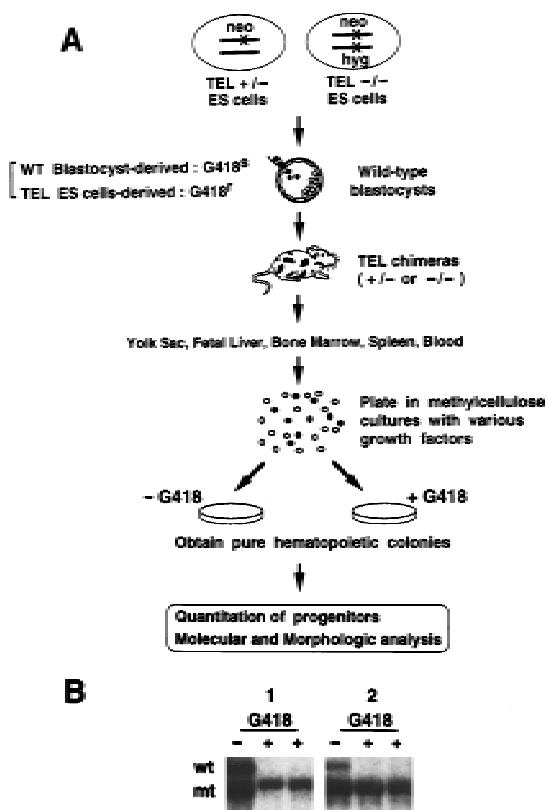 A
neo
neo
hyg
TEL +/−
ES cells
TEL −/−
ES cells
WT Blastocyst-derived : G418ˢ
TEL ES cells-derived : G418ʳ
Wild-type
blastocysts
TEL chimeras
(+/− or −/−)
Yolk Sac, Fetal Liver, Bone Marrow, Spleen, Blood
Plate in methylcellulose
cultures with various
growth factors
− G418
+ G418
Obtain pure hematopoietic colonies
Quantitation of progenitors
Molecular and Morphologic analysis
B
1 2
G418 G418
− + + − + +
wt
mt